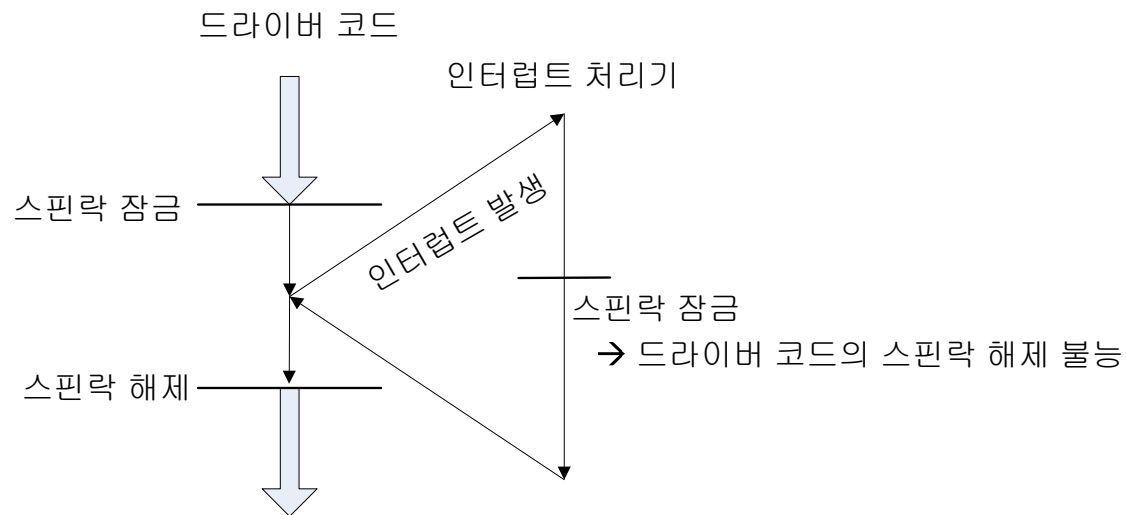 드라이버 코드
인터럽트 처리기
스핀락 잠금
인터럽트 발생
스핀락 잠금
→ 드라이버 코드의 스핀락 해제 불능
스핀락 해제